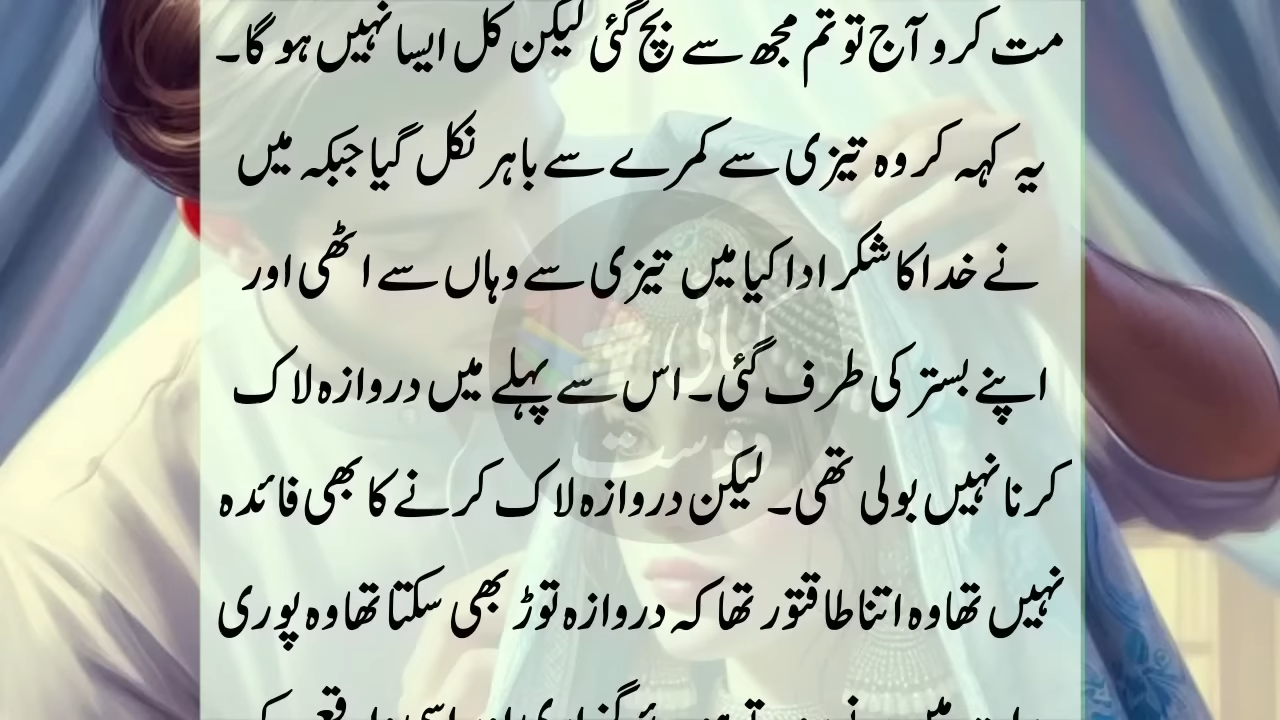 مت کرو آج تو تم مجھ سے بچ گئی لیکن کل ایسا نہیں ہو گا۔
یہ کہہ کر وہ تیزی سے کمرے سے باہر نکل گیا جبکہ میں
نے خدا کا شکر ادا کیا میں تیزی سے وہاں سے اٹھی اور
اپنے بستر کی طرف گئی۔ اس سے پہلے میں دروازہ لاک
کرنا نہیں بولی تھی۔ لیکن دروازہ لاک کرنے کا بھی فائدہ
نہیں تھا وہ اتنا طاقتور تھا کہ دروازہ توڑ بھی سکتا تھا وہ پوری
دوست